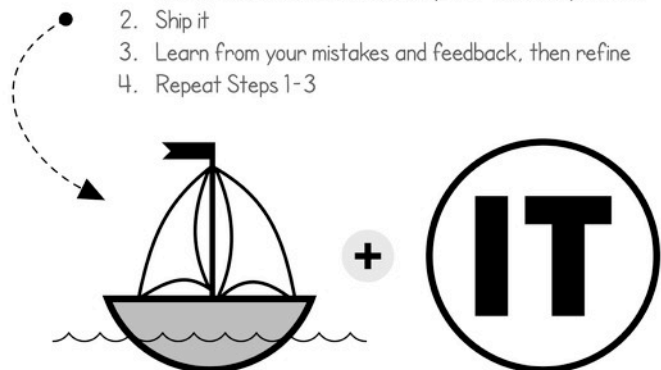 2. Ship it
3. Learn from your mistakes and feedback, then refine
4. Repeat Steps 1-3
+
IT